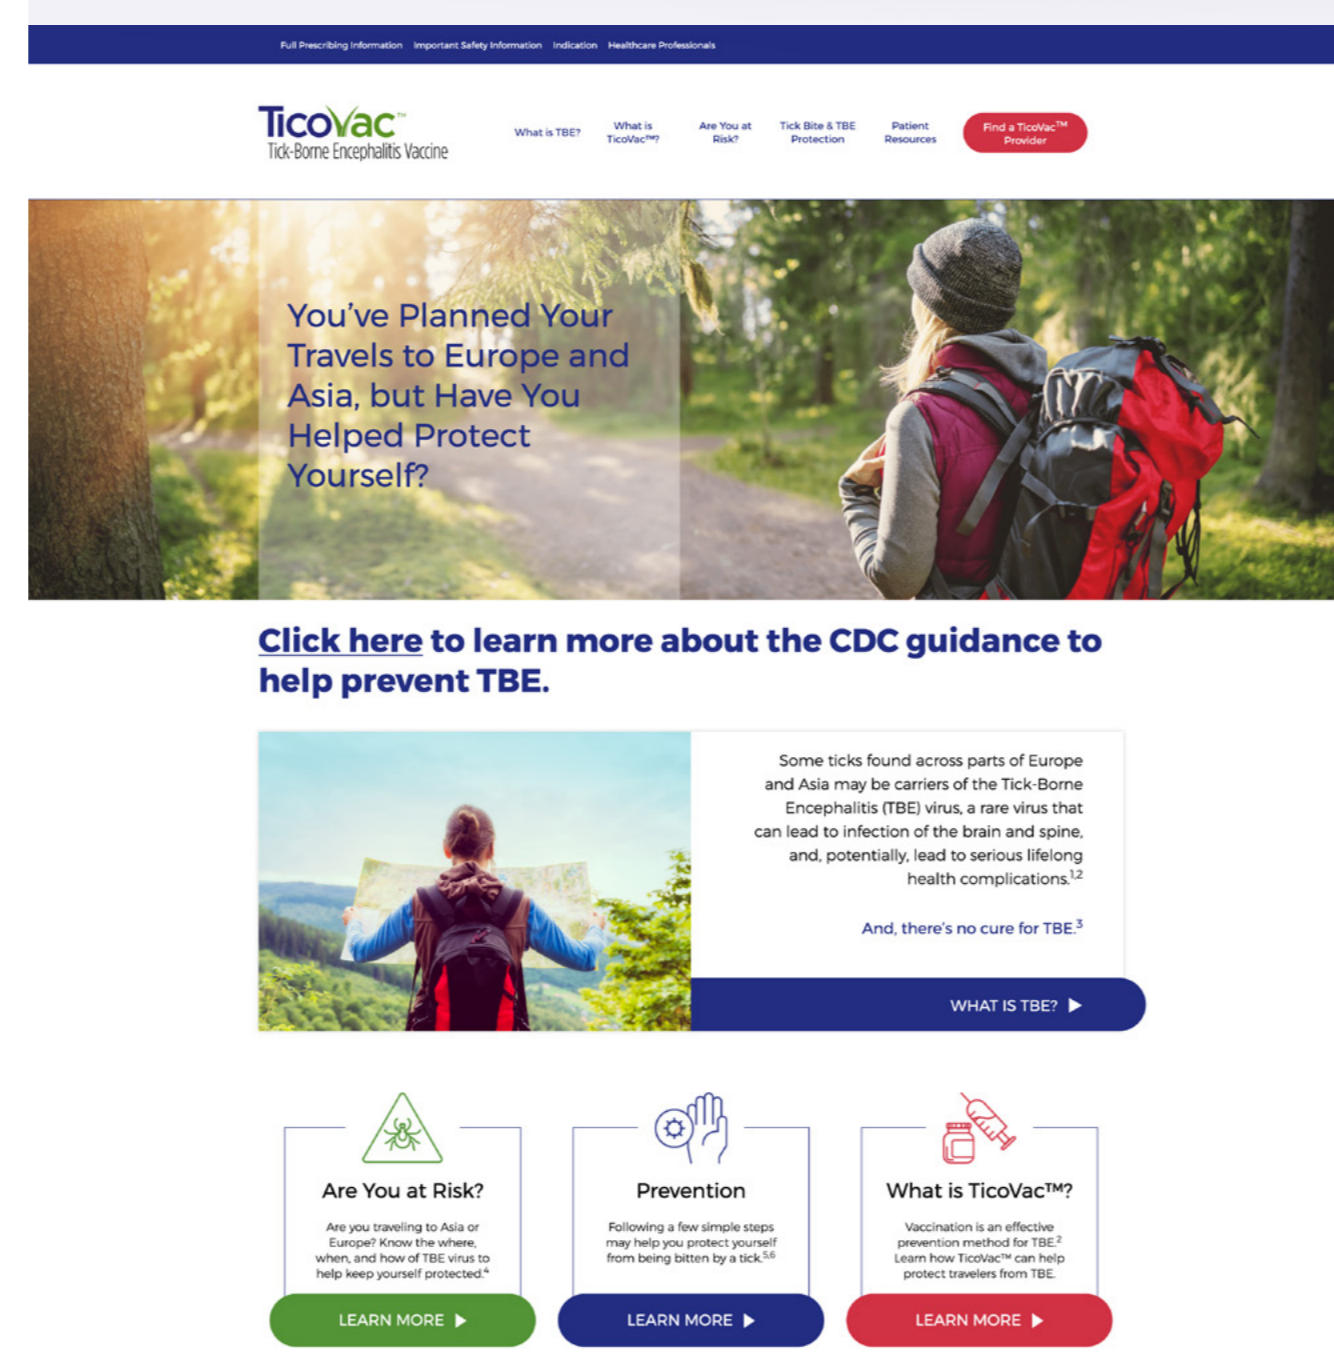 Full Prescribing Information Important Safety Information Indication Healthcare Professionals
TicoVac™
Tick-Borne Encephalitis Vaccine
What is TBE?
What is
TicoVac™?
Are You at
Risk?
Tick Bite & TBE
Protection
Patient
Resources
Find a TicoVac™
Provider
You've Planned Your
Travels to Europe and
Asia, but Have You
Helped Protect
Yourself?
Click here to learn more about the CDC guidance to
help prevent TBE.
Some ticks found across parts of Europe
and Asia may be carriers of the Tick-Borne
Encephalitis (TBE) virus, a rare virus that
can lead to infection of the brain and spine,
and, potentially, lead to serious lifelong
health complications.1,2
And, there's no cure for TBE.3
WHAT IS TBE?
Are You at Risk?
Are you traveling to Asia or
Europe? Know the where,
when, and how of TBE virus to
help keep yourself protected.4
LEARN MORE
Prevention
Following a few simple steps
may help you protect yourself
from being bitten by a tick.5,6
LEARN MORE
What is TicoVac™?
Vaccination is an effective
prevention method for TBE.2
Learn how TicoVac™ can help
protect travelers from TBE.
LEARN MORE